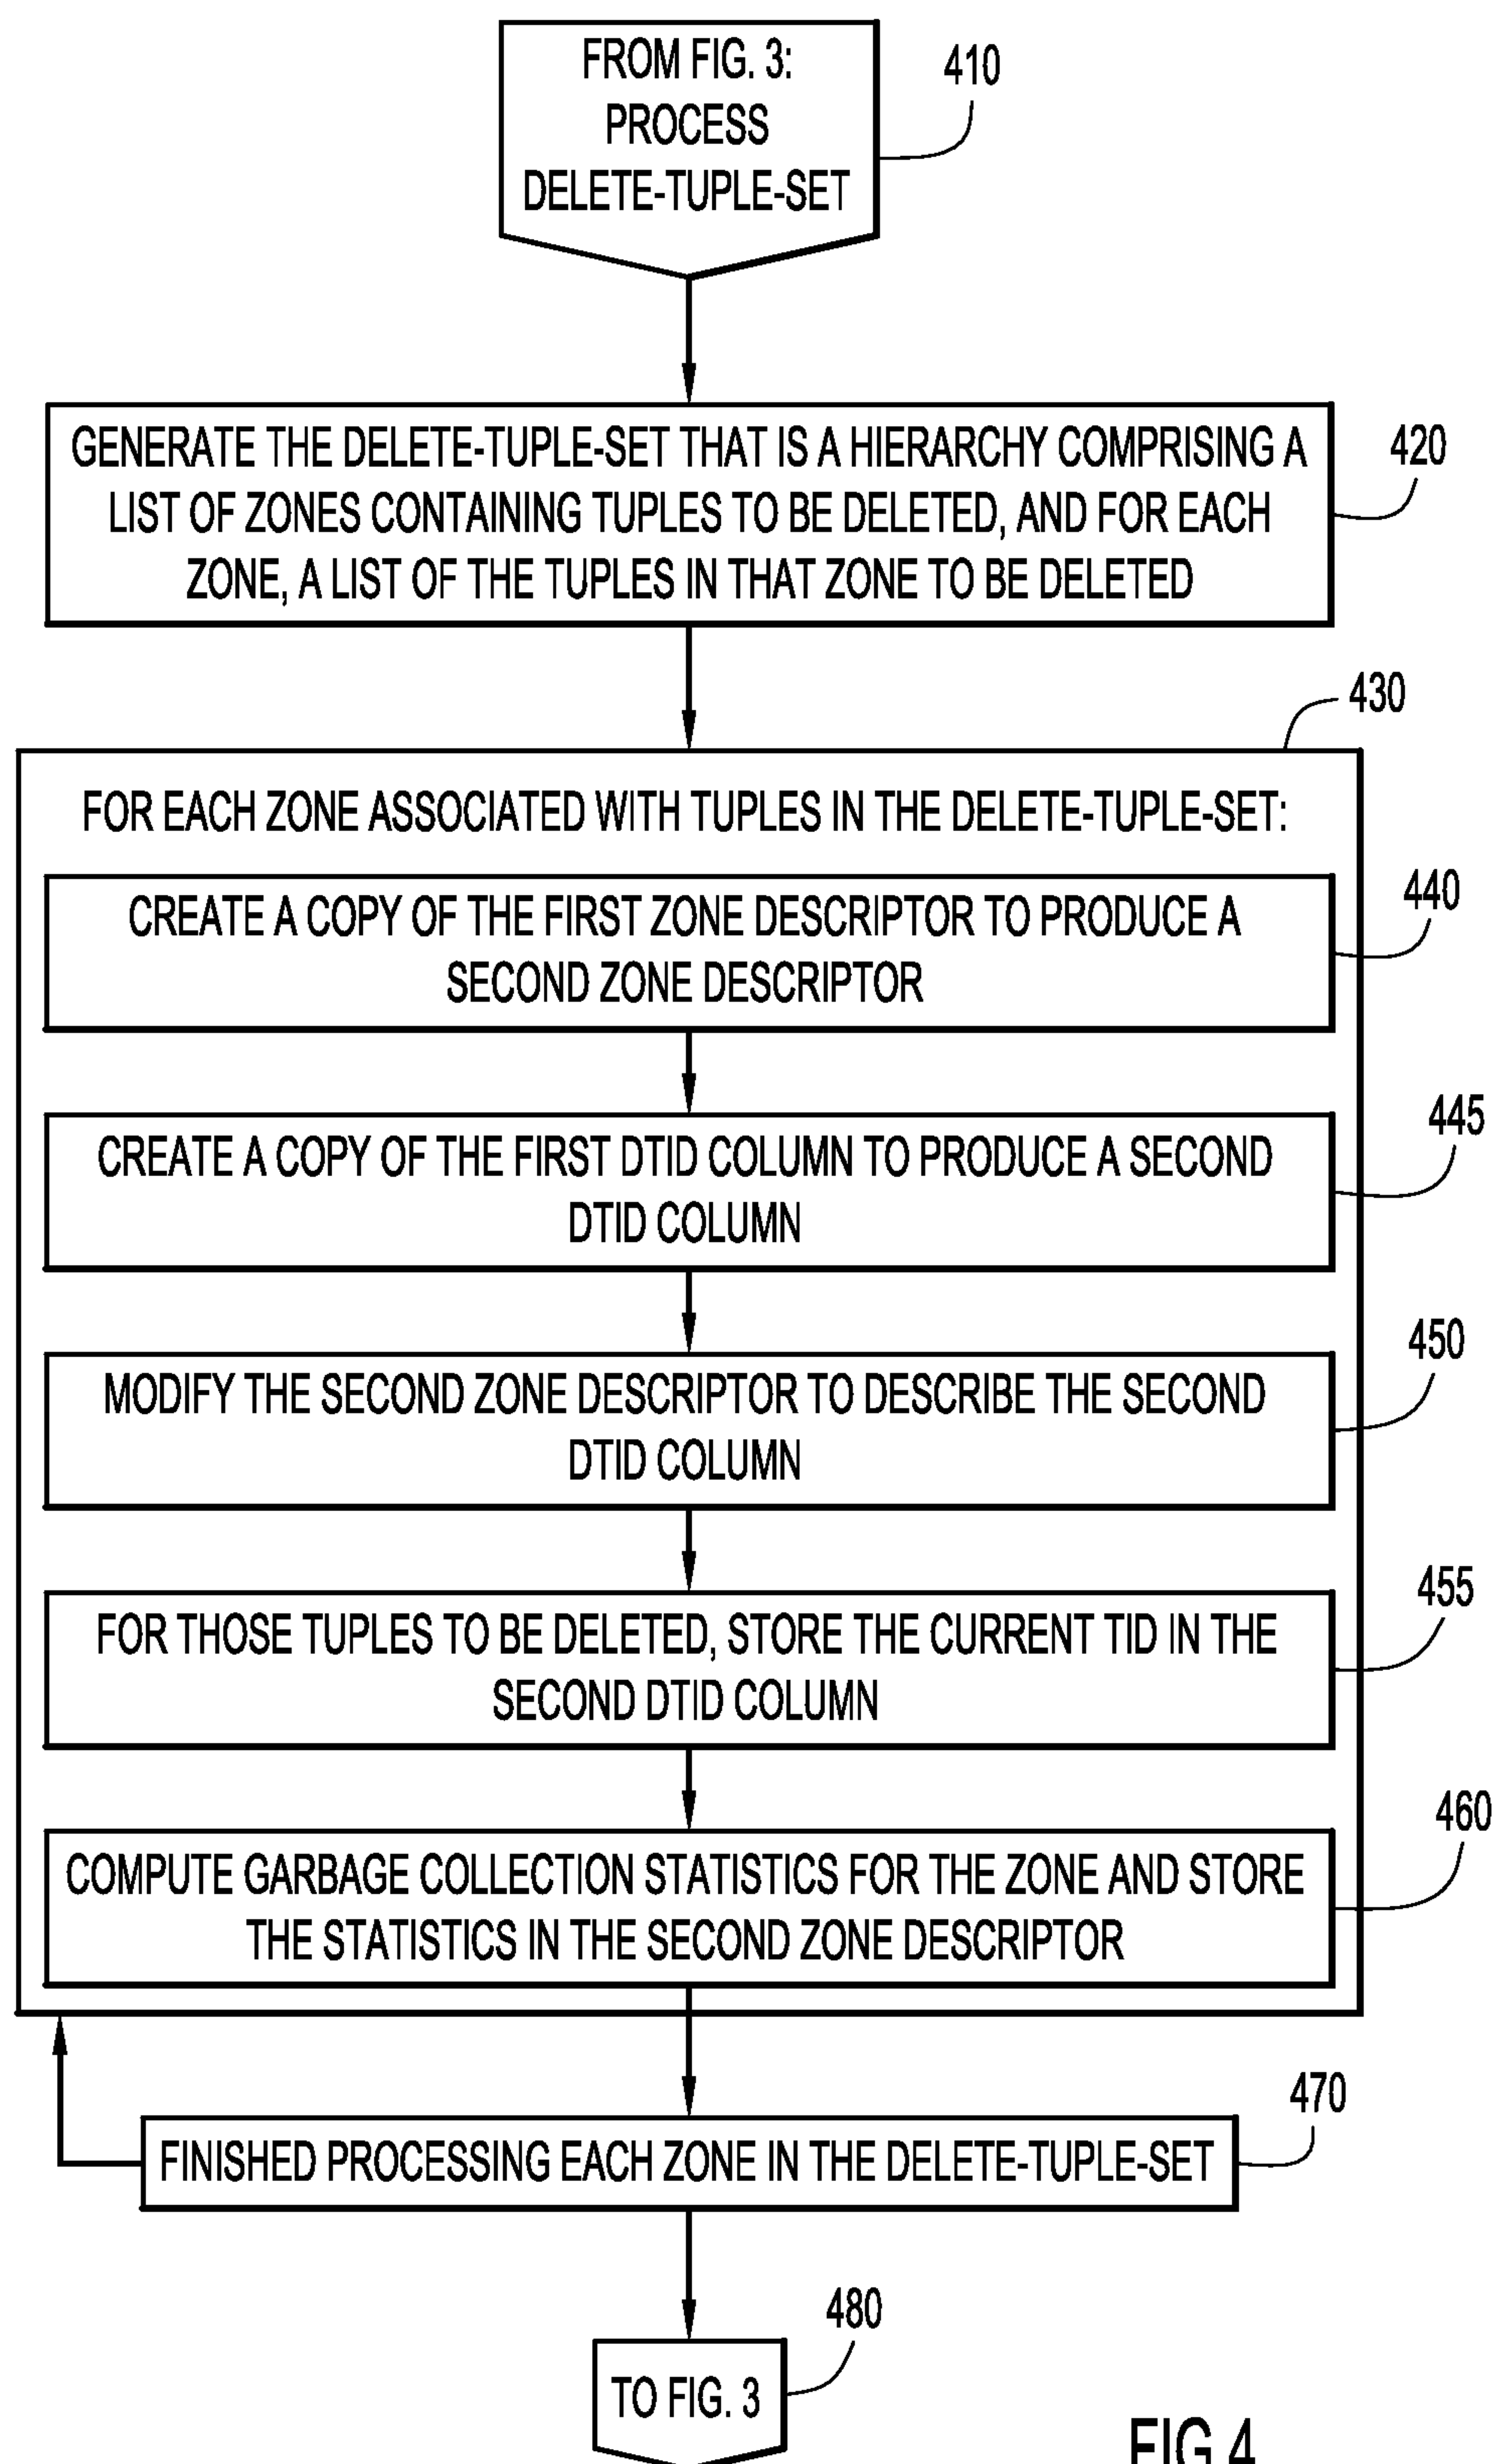 FROM FIG. 3:
PROCESS
DELETE-TUPLE-SET
410
GENERATE THE DELETE-TUPLE-SET THAT IS A HIERARCHY COMPRISING A
LIST OF ZONES CONTAINING TUPLES TO BE DELETED, AND FOR EACH
ZONE, A LIST OF THE TUPLES IN THAT ZONE TO BE DELETED
420
430
FOR EACH ZONE ASSOCIATED WITH TUPLES IN THE DELETE-TUPLE-SET:
CREATE A COPY OF THE FIRST ZONE DESCRIPTOR TO PRODUCE A
SECOND ZONE DESCRIPTOR
440
CREATE A COPY OF THE FIRST DTID COLUMN TO PRODUCE A SECOND
DTID COLUMN
445
MODIFY THE SECOND ZONE DESCRIPTOR TO DESCRIBE THE SECOND
DTID COLUMN
450
FOR THOSE TUPLES TO BE DELETED, STORE THE CURRENT TID IN THE
SECOND DTID COLUMN
455
COMPUTE GARBAGE COLLECTION STATISTICS FOR THE ZONE AND STORE
THE STATISTICS IN THE SECOND ZONE DESCRIPTOR
460
FINISHED PROCESSING EACH ZONE IN THE DELETE-TUPLE-SET
470
TO FIG. 3
480
FIG.4